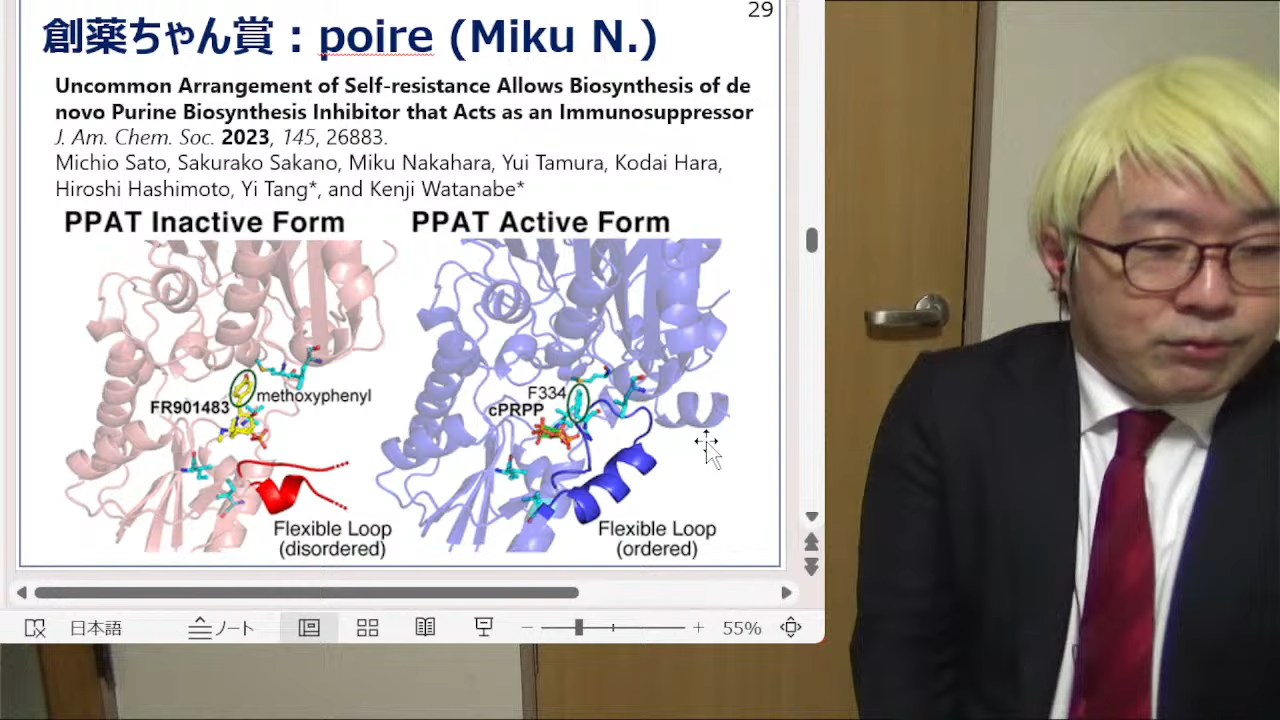 29
創薬ちゃん賞：poire (Miku N.)
Uncommon Arrangement of Self-resistance Allows Biosynthesis of de
novo Purine Biosynthesis Inhibitor that Acts as an Immunosuppressor
J. Am. Chem. Soc. 2023, 145, 26883.
Michio Sato, Sakurako Sakano, Miku Nakahara, Yui Tamura, Kodai Hara,
Hiroshi Hashimoto, Yi Tang*, and Kenji Watanabe*
PPAT Inactive Form
PPAT Active Form
methoxyphenyl
FR901483
F334
cPRPP
Flexible Loop
(disordered)
Flexible Loop
(ordered)
日本語
ノート
55%